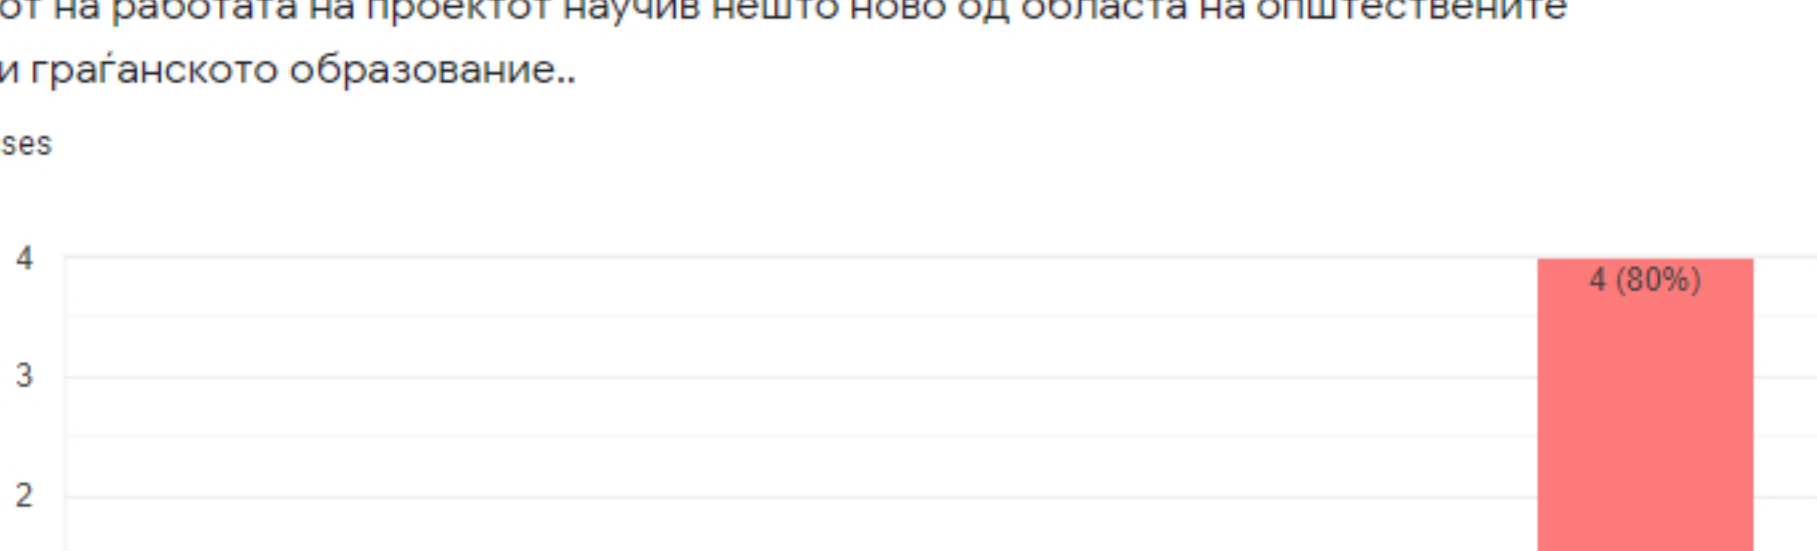 от на работата на проектот научив нешто ново од областа на општествените
и граѓанското образование..
ses
4
4 (80%)
3
2